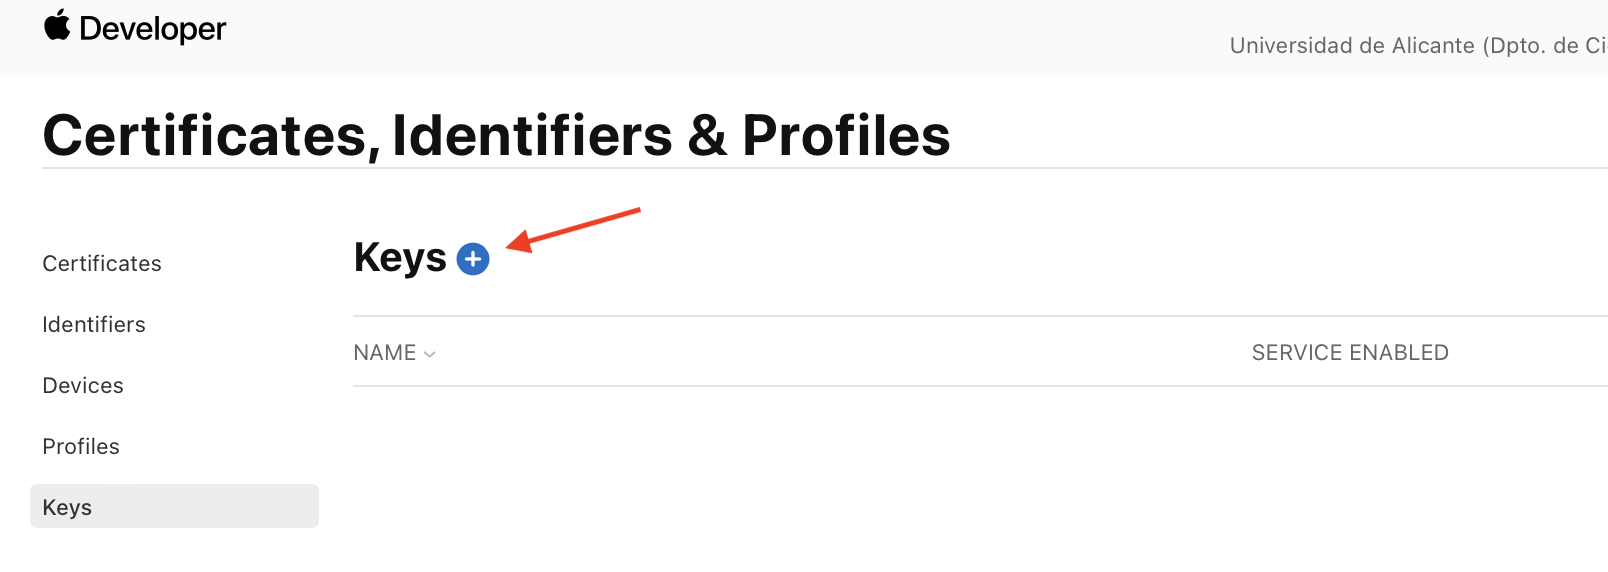 Developer
Universidad de Alicante (Dpto. de Ci
Certificates, Identifiers & Profiles
Certificates
Identifiers
Devices
Profiles
Keys
Keys
NAME
SERVICE ENABLED